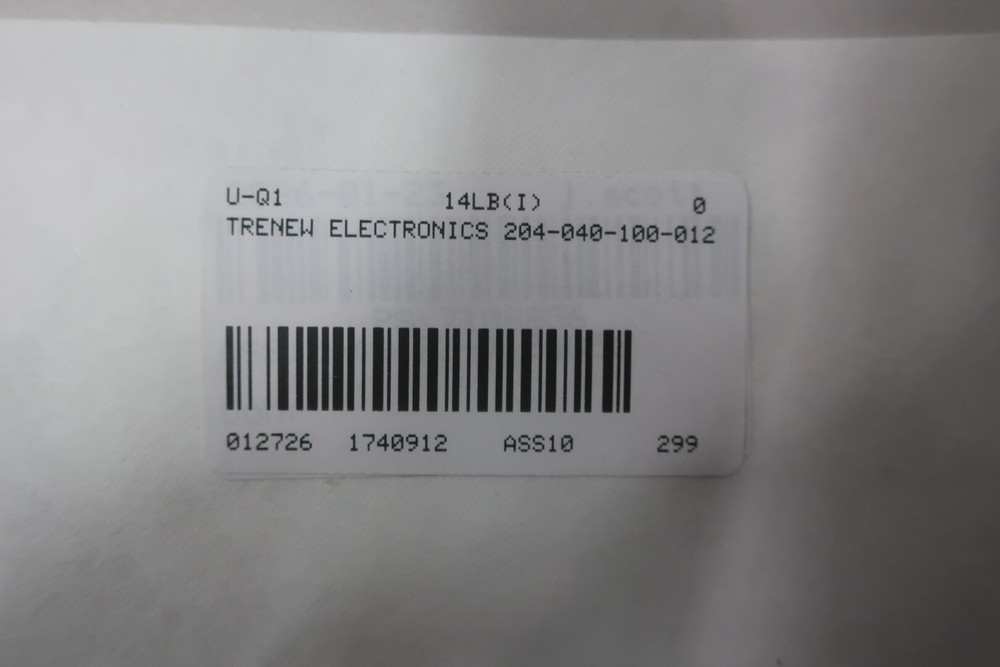 U-Q1 14LB(I) 0
TRENEW ELECTRONICS 204-040-100-012
012726 1740912 ASS10 299